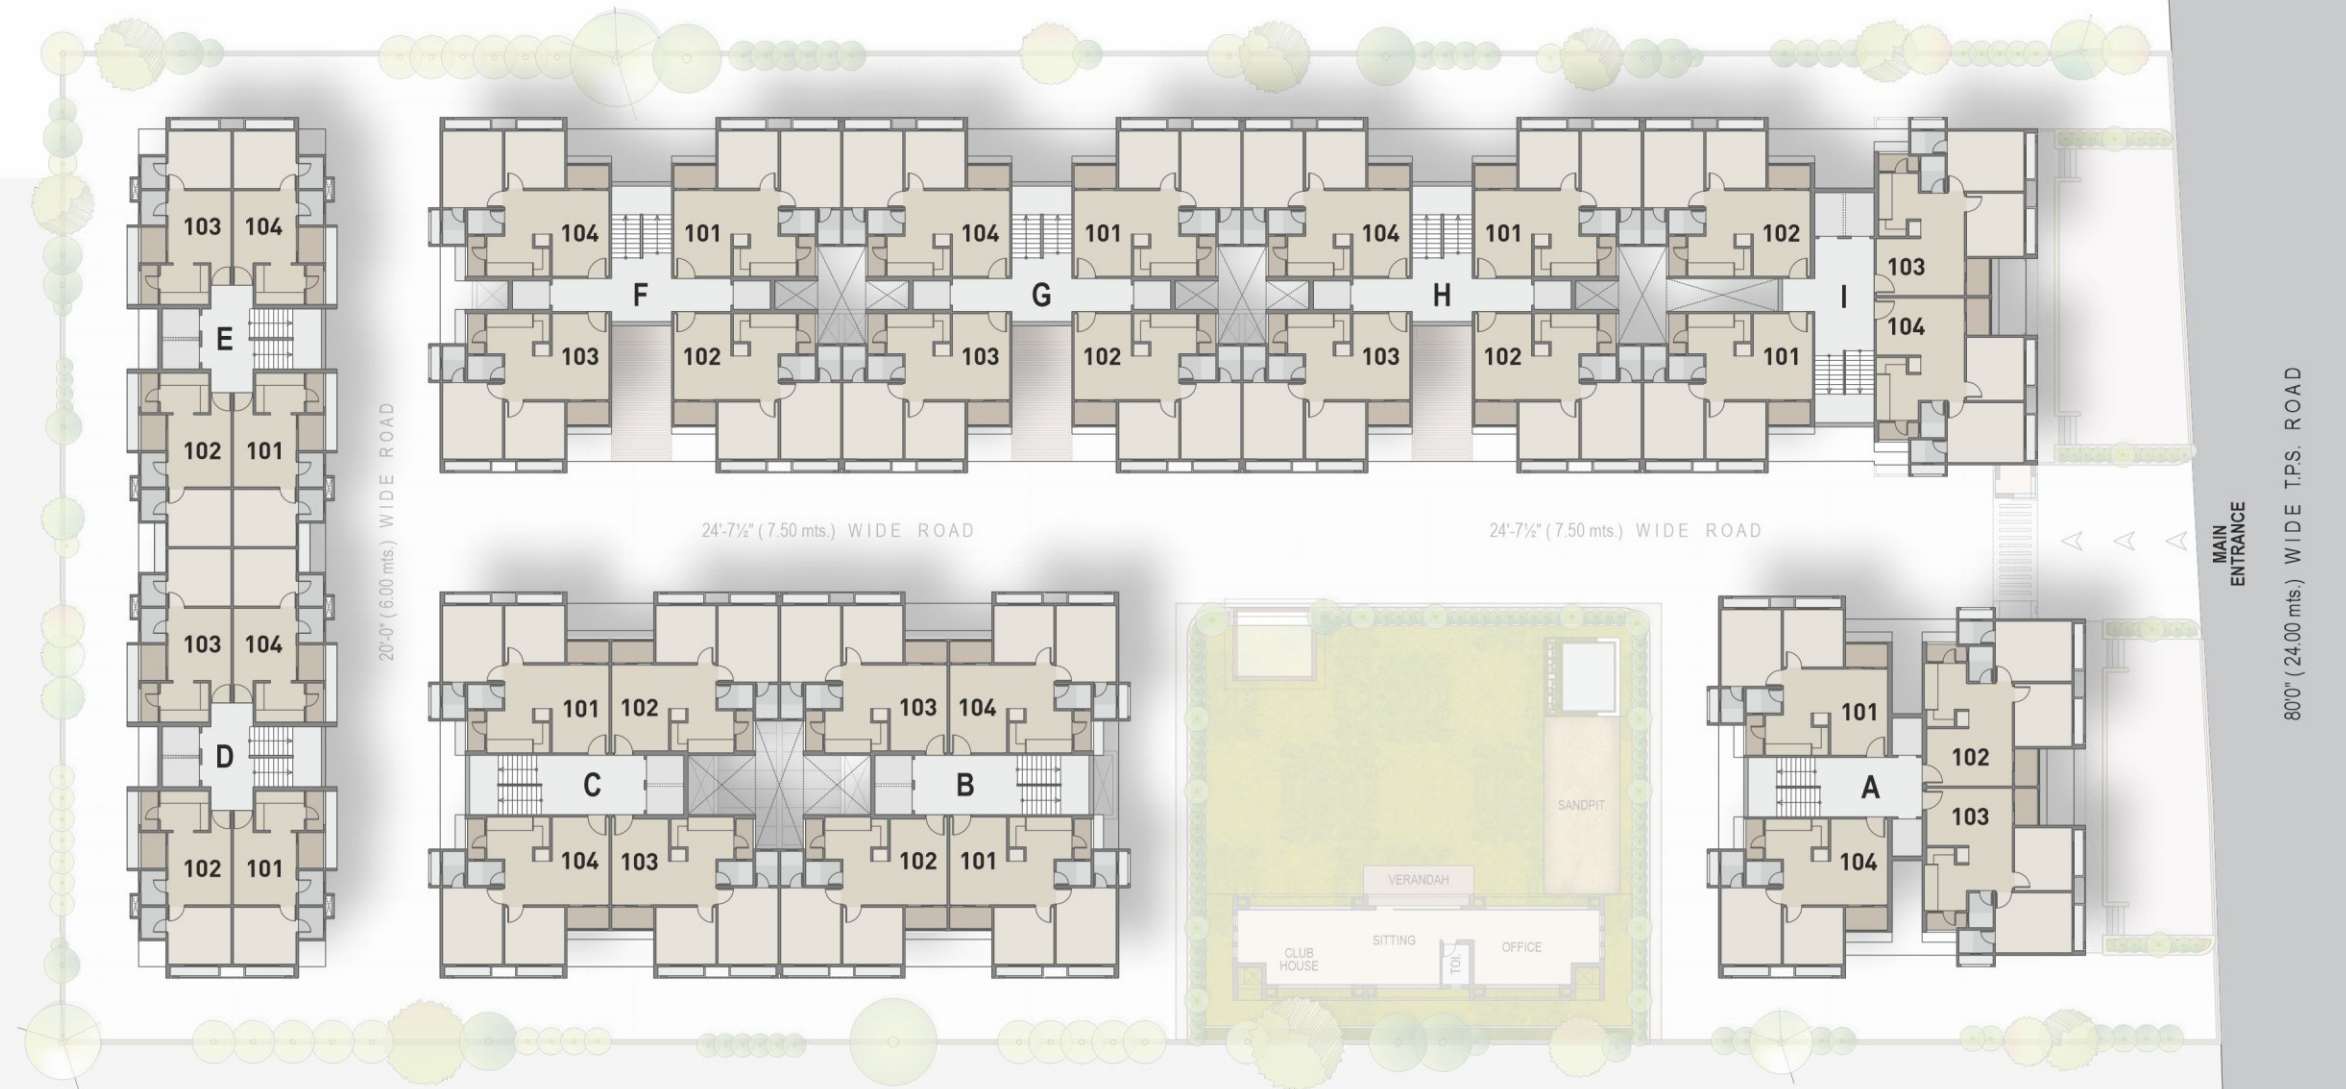 103 104
E
102 101
103 104
D
102 101
20'-0" ( 6.00 mts.) WIDE ROAD
104 101 104 101 104 101 102 103
F G H I
103 102 103 102 103 102 101 104
24'-7½" ( 7.50 mts.) WIDE ROAD
24'-7½" ( 7.50 mts.) WIDE ROAD
101 102 103 104
C B
104 103 102 101
SANDPIT
VERANDAH
CLUB
HOUSE
SITTING
TOI.
OFFICE
101
102
A
103
104
MAIN
ENTRANCE
80'0" ( 24.00 mts.) WIDE T.P.S. ROAD